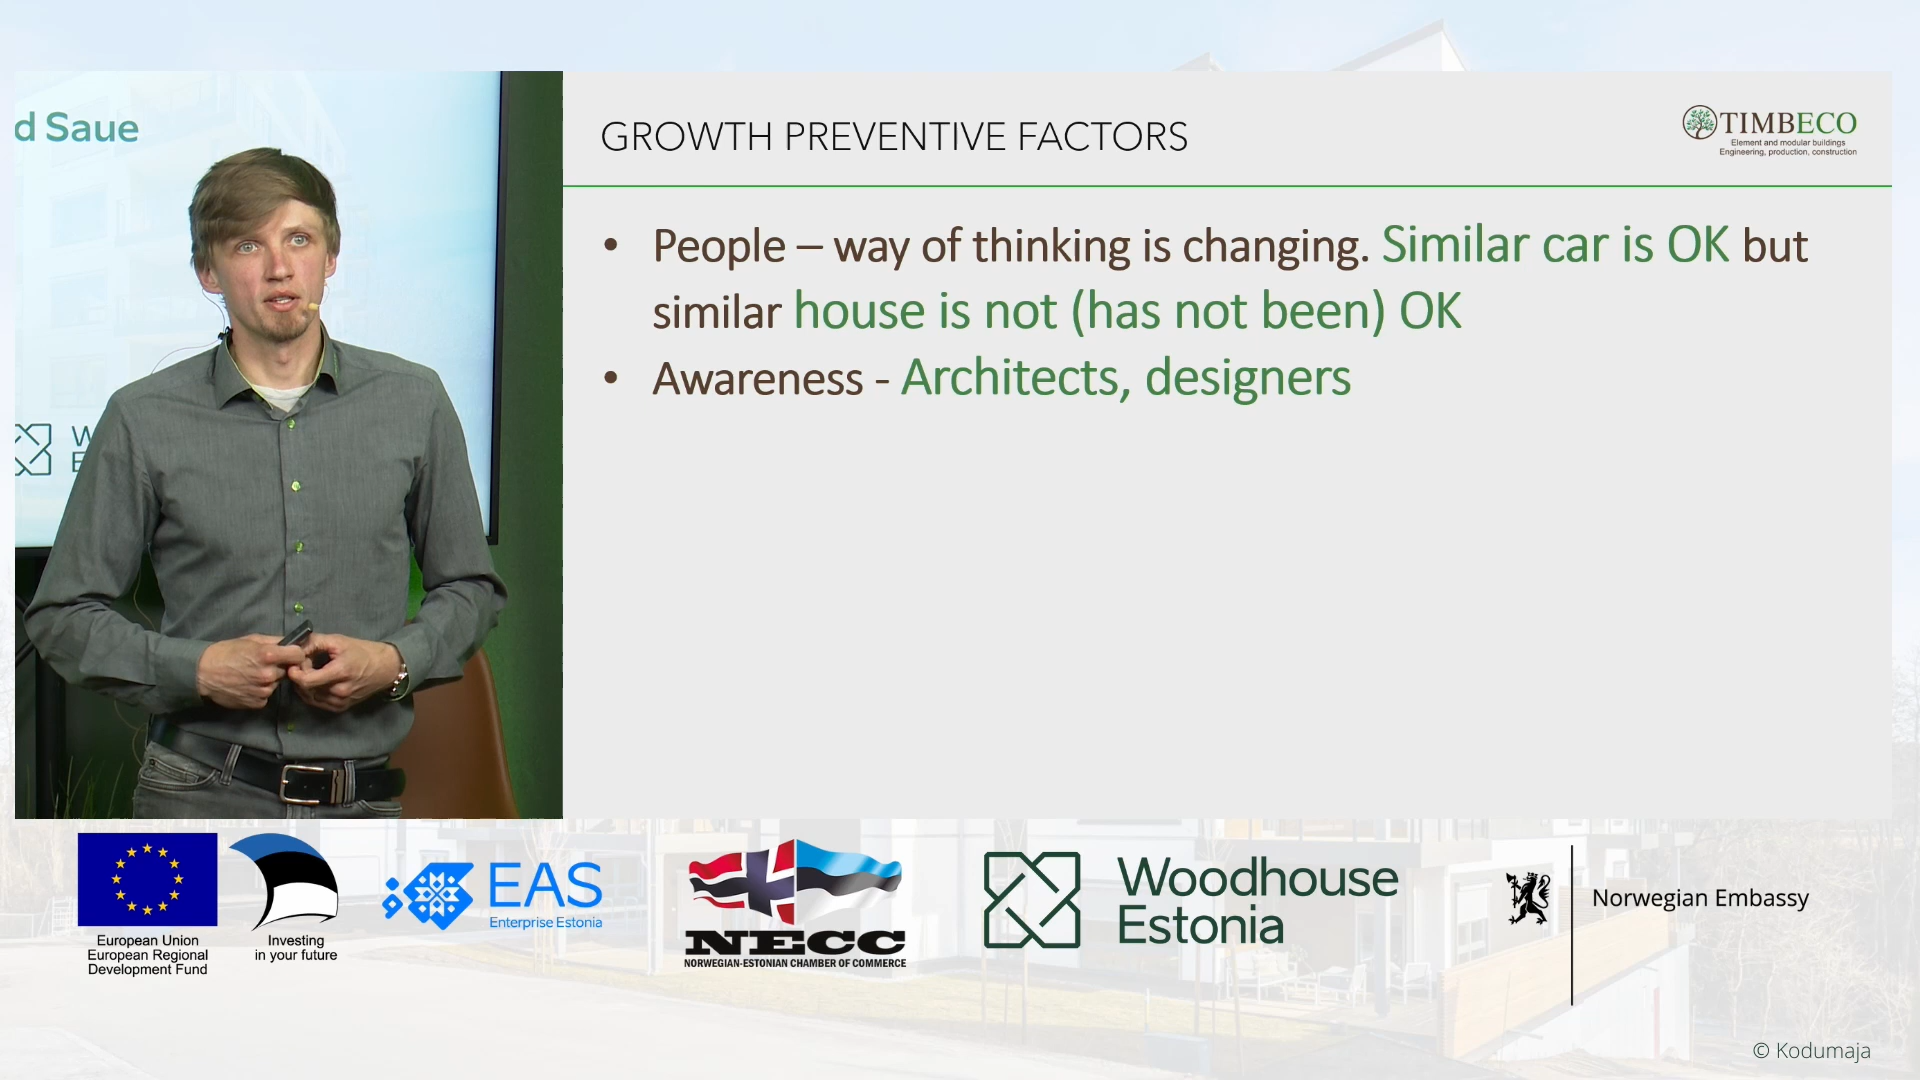 d Saue
W
E
GROWTH PREVENTIVE FACTORS
TIMBECO
Element and modular buildings
Engineering, production, construction
• People – way of thinking is changing. Similar car is OK but
similar house is not (has not been) OK
• Awareness - Architects, designers
European Union
European Regional
Development Fund
Investing
in your future
EAS
Enterprise Estonia
NECC
NORWEGIAN-ESTONIAN CHAMBER OF COMMERCE
Woodhouse
Estonia
Norwegian Embassy
© Kodumaja